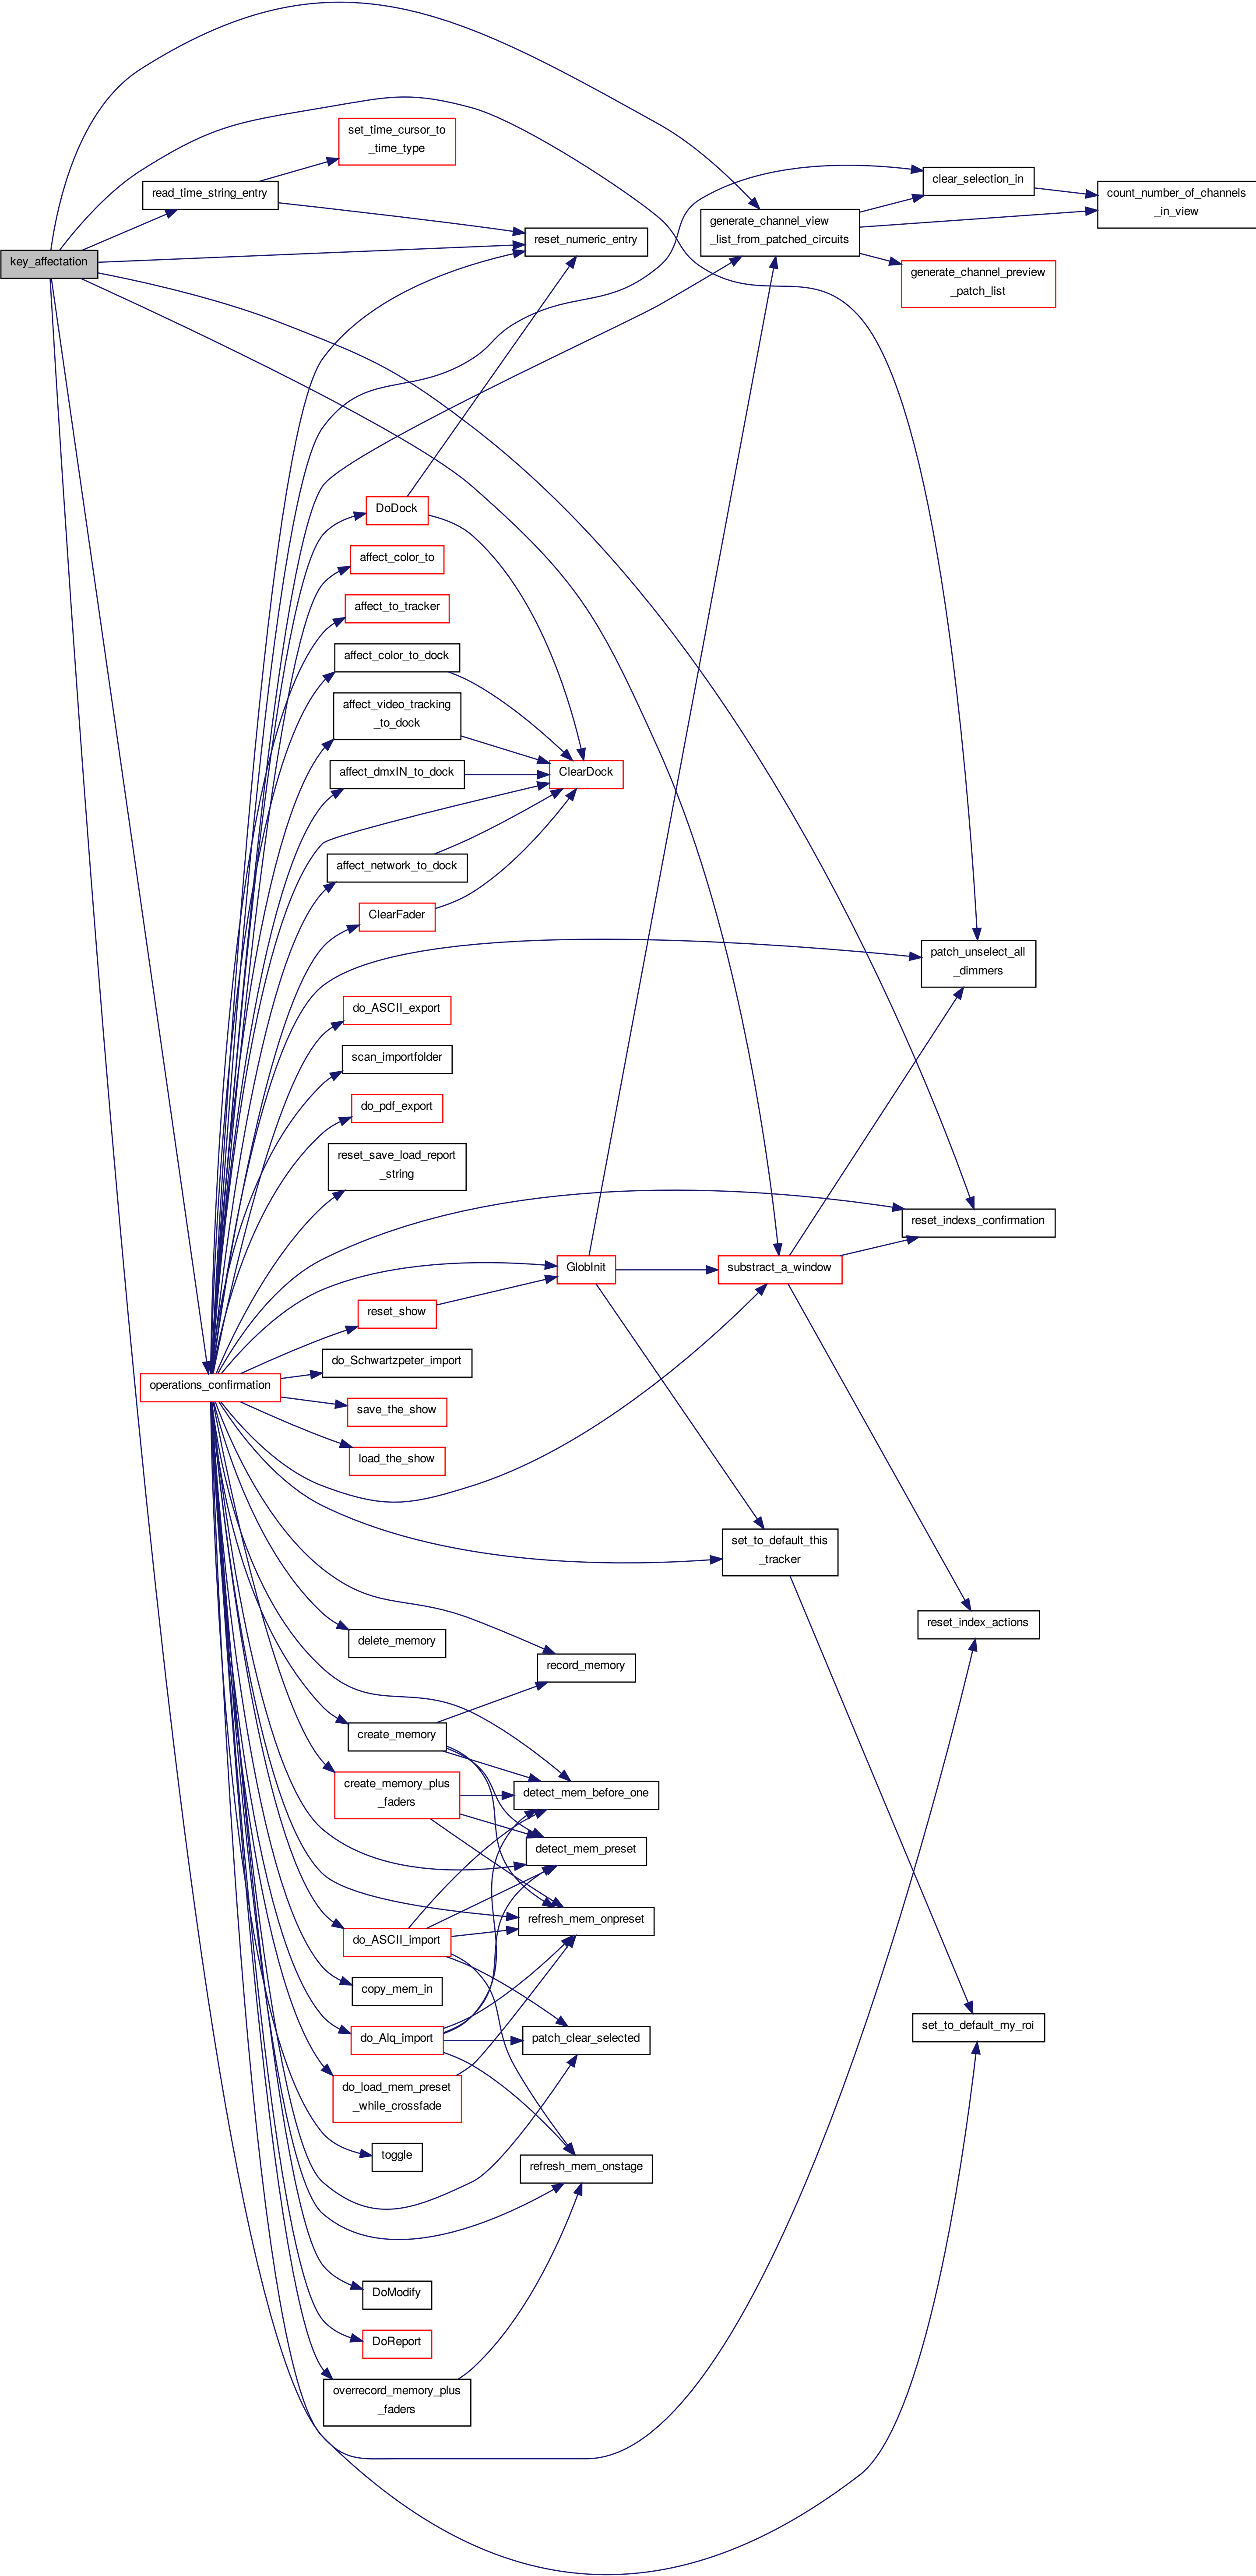 set_time_cursor_to
_time_type
read_time_string_entry
clear_selection_in
count_number_of_channels
_in_view
generate_channel_view
_list_from_patched_circuits
reset_numeric_entry
key_affectation
generate_channel_preview
_patch_list
DoDock
affect_color_to
affect_to_tracker
affect_color_to_dock
affect_video_tracking
_to_dock
affect_dmxIN_to_dock
ClearDock
affect_network_to_dock
ClearFader
patch_unselect_all
_dimmers
do_ASCII_export
scan_importfolder
do_pdf_export
reset_save_load_report
_string
reset_indexs_confirmation
GlobInit
substract_a_window
reset_show
do_Schwartzpeter_import
operations_confirmation
save_the_show
load_the_show
set_to_default_this
_tracker
reset_index_actions
delete_memory
record_memory
create_memory
create_memory_plus
_faders
detect_mem_before_one
detect_mem_preset
refresh_mem_onpreset
do_ASCII_import
copy_mem_in
set_to_default_my_roi
do_Alq_import
patch_clear_selected
do_load_mem_preset
_while_crossfade
toggle
refresh_mem_onstage
DoModify
DoReport
overrecord_memory_plus
_faders